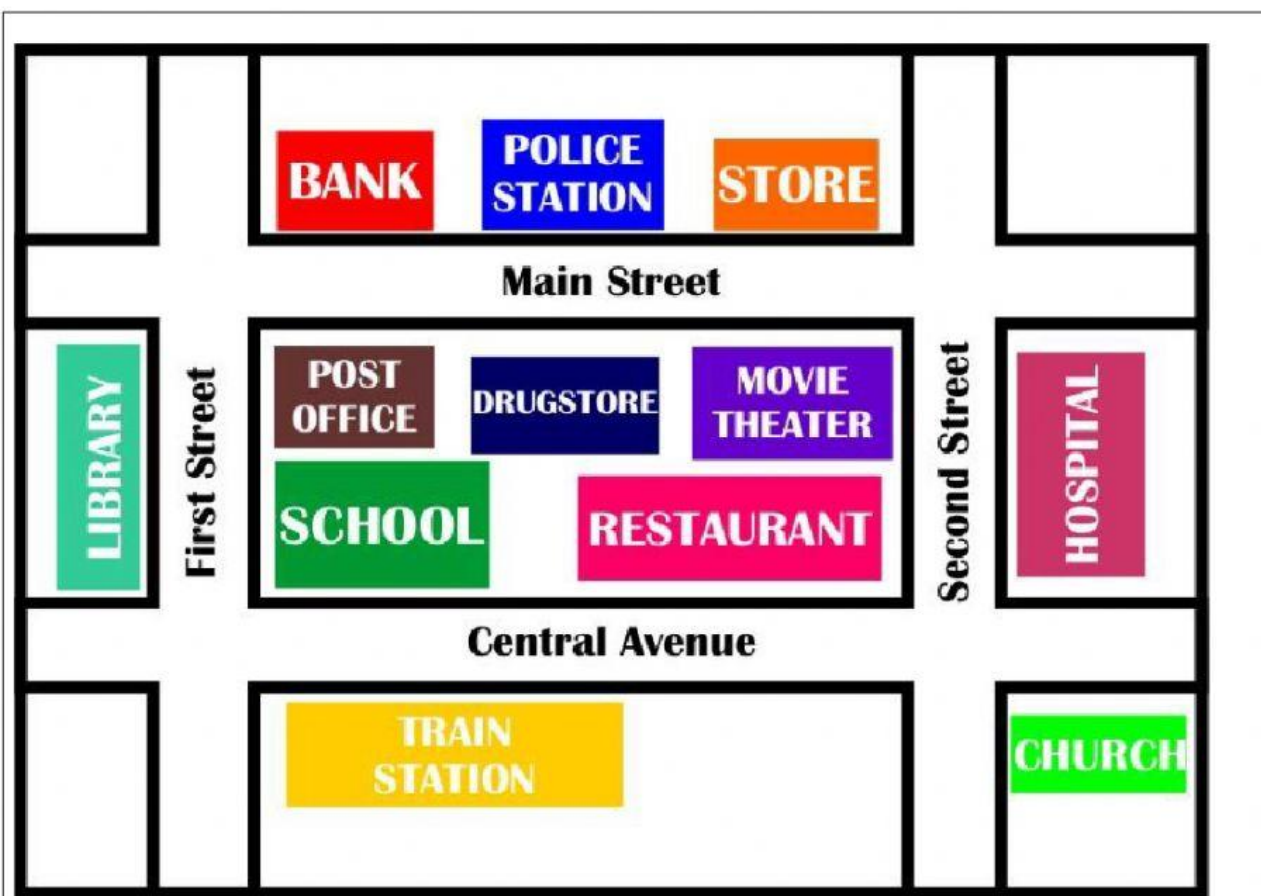 BANK
POLICE
STATION
STORE
Main Street
LIBRARY
First Street
POST
OFFICE
DRUGSTORE
MOVIE
THEATER
Second Street
HOSPITAL
SCHOOL
RESTAURANT
Central Avenue
TRAIN
STATION
CHURCH